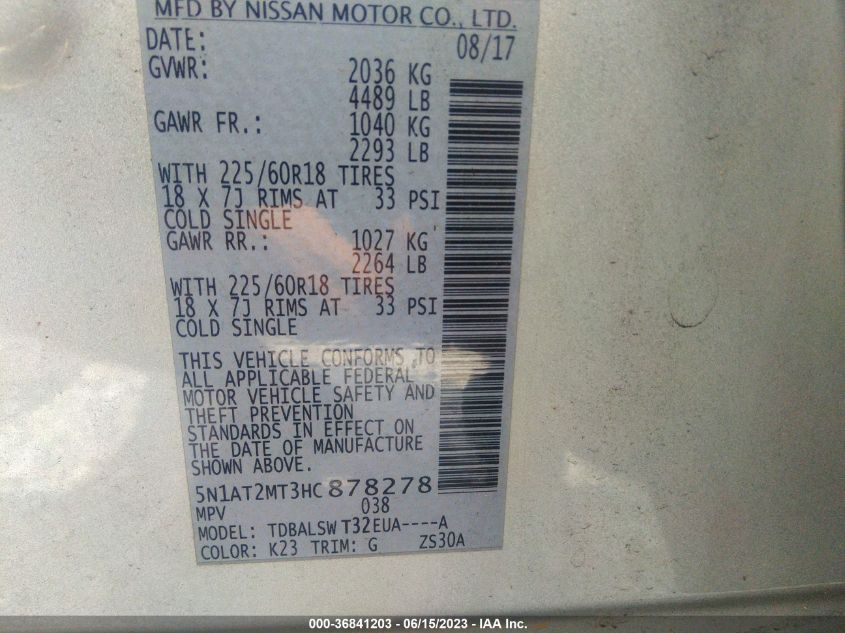 MFD BY NISSAN MOTOR CO., LTD.
DATE: 08/17
GVWR: 2036 KG
4489 LB
GAWR FR.: 1040 KG
2293 LB
WITH 225/60R18 TIRES
18 X 7J RIMS AT 33 PSI
COLD SINGLE
GAWR RR.: 1027 KG
2264 LB
WITH 225/60R18 TIRES
18 X 7J RIMS AT 33 PSI
COLD SINGLE
THIS VEHICLE CONFORMS TO
ALL APPLICABLE FEDERAL
MOTOR VEHICLE SAFETY AND
THEFT PREVENTION
STANDARDS IN EFFECT ON
THE DATE OF MANUFACTURE
SHOWN ABOVE.
5N1AT2MT3HC878278
MPV 038
MODEL: TDBALSWT32EUA----A
COLOR: K23 TRIM: G ZS30A
000-36841203 - 06/15/2023 - IAA Inc.